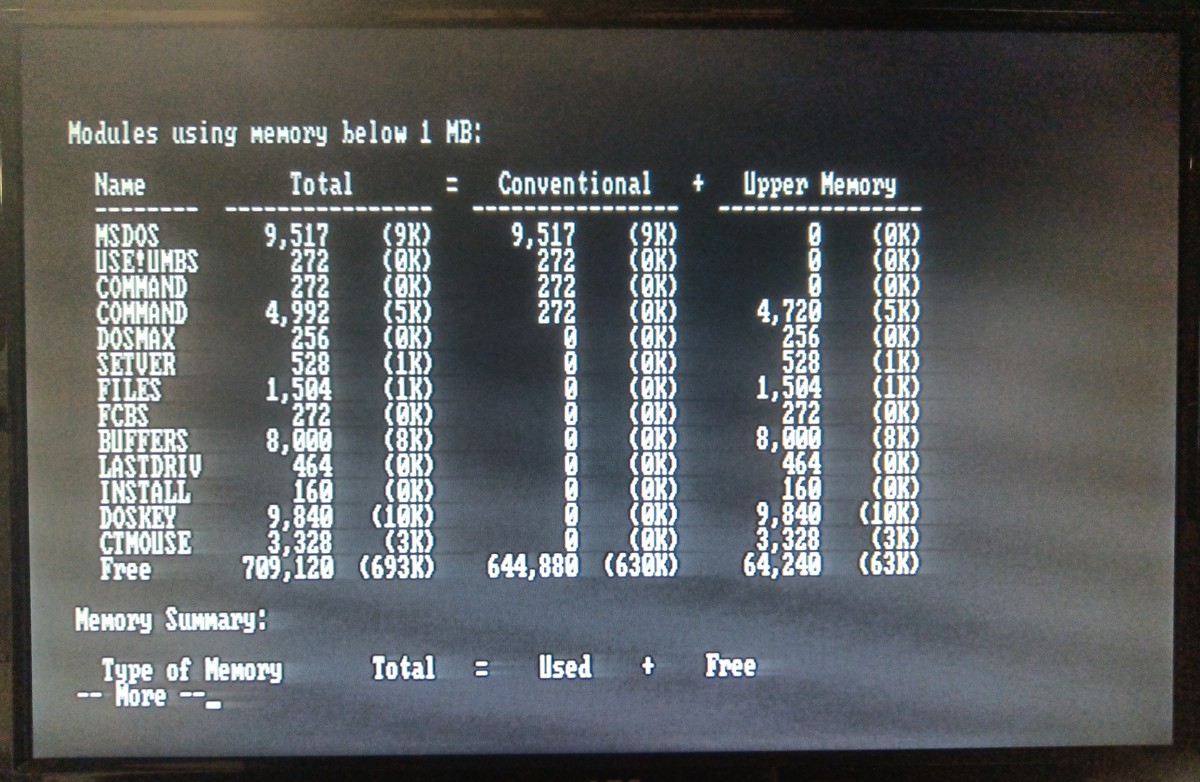 Modules using memory below 1 MB:
Name Total = Conventional + Upper Memory
-------- ---------------- ---------------- ----------------
MSDOS 9,517 (9K) 9,517 (9K) 0 (0K)
USE!UMBS 272 (0K) 272 (0K) 0 (0K)
COMMAND 272 (0K) 272 (0K) 0 (0K)
COMMAND 4,992 (5K) 272 (0K) 4,720 (5K)
DOSMAX 256 (0K) 0 (0K) 256 (0K)
SETVER 528 (1K) 0 (0K) 528 (1K)
FILES 1,504 (1K) 0 (0K) 1,504 (1K)
FCBS 272 (0K) 0 (0K) 272 (0K)
BUFFERS 8,000 (8K) 0 (0K) 8,000 (8K)
LASTDRIV 464 (0K) 0 (0K) 464 (0K)
INSTALL 160 (0K) 0 (0K) 160 (0K)
DOSKEY 9,840 (10K) 0 (0K) 9,840 (10K)
CTMOUSE 3,328 (3K) 0 (0K) 3,328 (3K)
Free 709,120 (693K) 644,880 (630K) 64,240 (63K)
Memory Summary:
Type of Memory Total = Used + Free
-- More --_